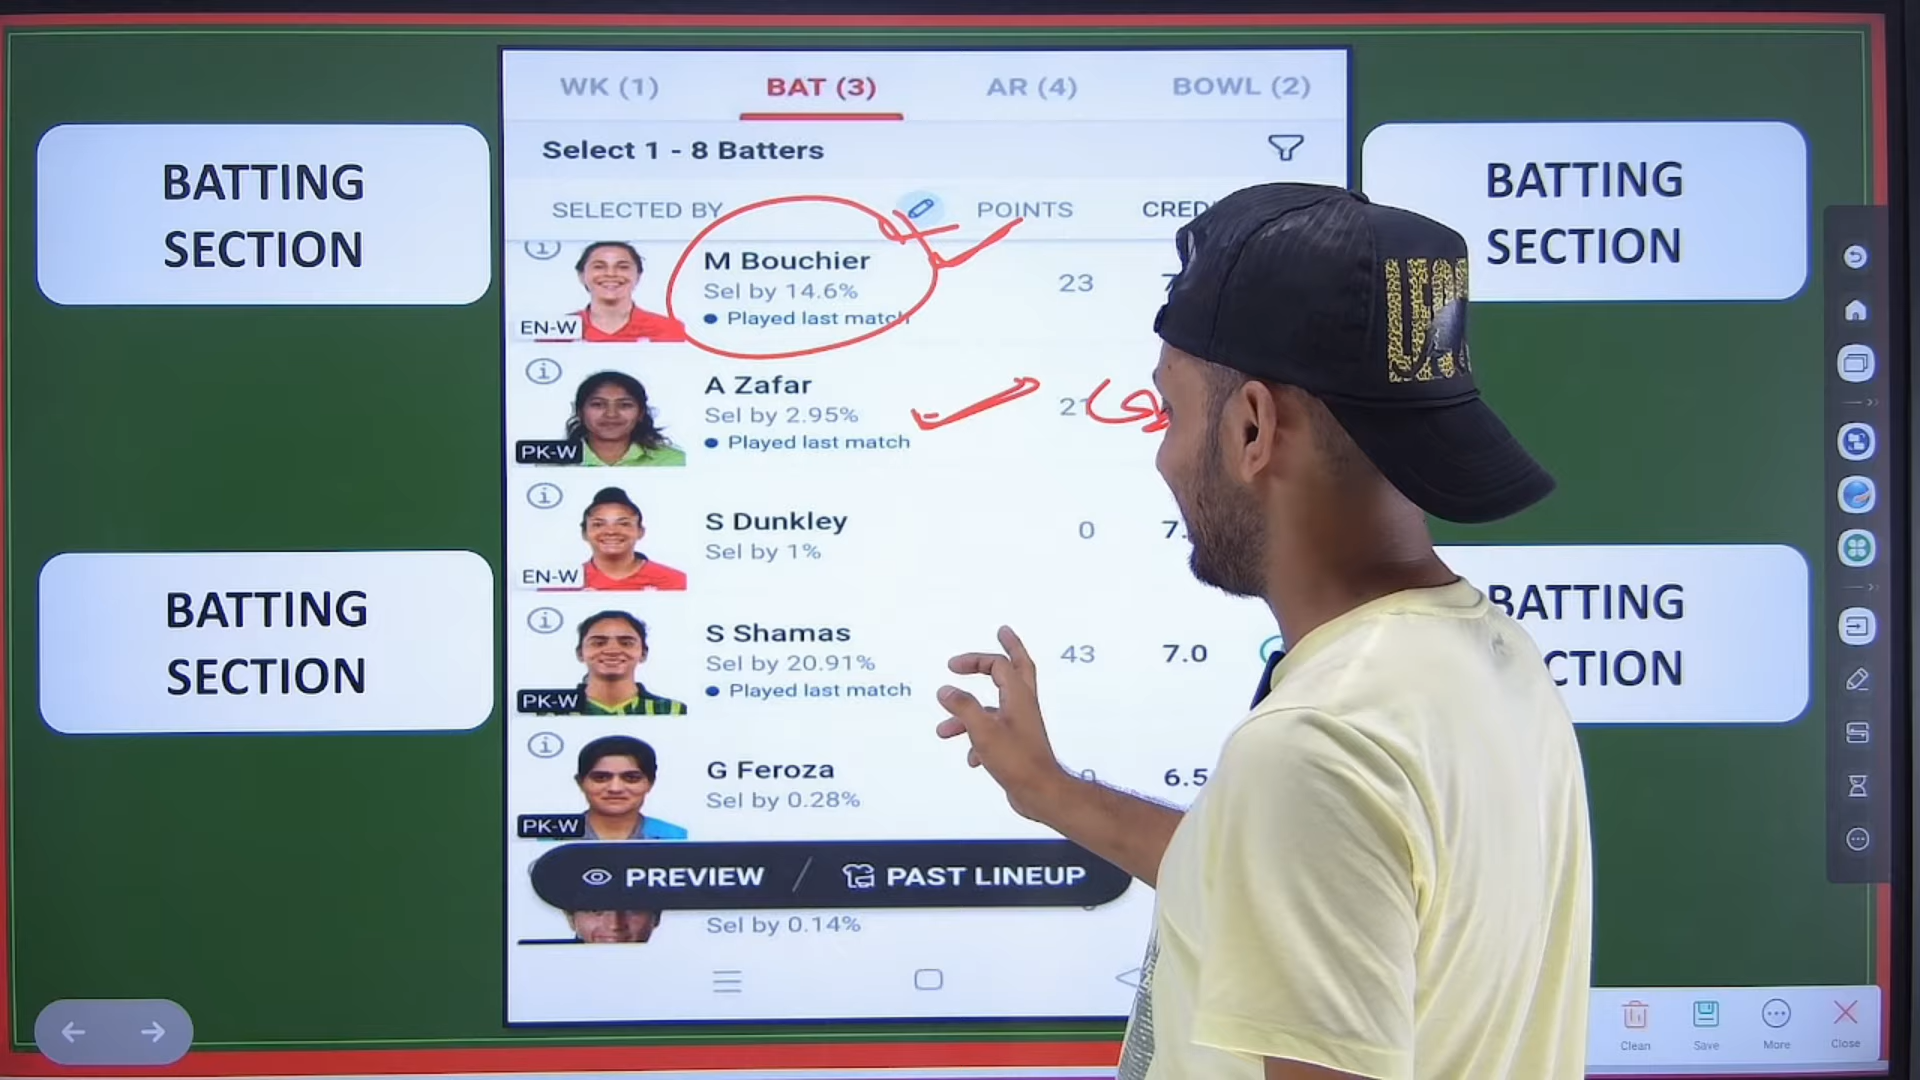 BATTING
SECTION
BATTING
SECTION
WK (1)
BAT (3)
AR (4)
BOWL (2)
Select 1 - 8 Batters
SELECTED BY
POINTS
M Bouchier
Sel by 14.6%
Played last match
EN-W
23
A Zafar
Sel by 2.95%
Played last match
PK-W
S Dunkley
Sel by 1%
EN-W
0
S Shamas
Sel by 20.91%
Played last match
PK-W
43
7.0
G Feroza
Sel by 0.28%
PK-W
6.5
PREVIEW / PAST LINEUP
Sel by 0.14%
BATTING
SECTION
BATTING
Clean
Save
More
Close